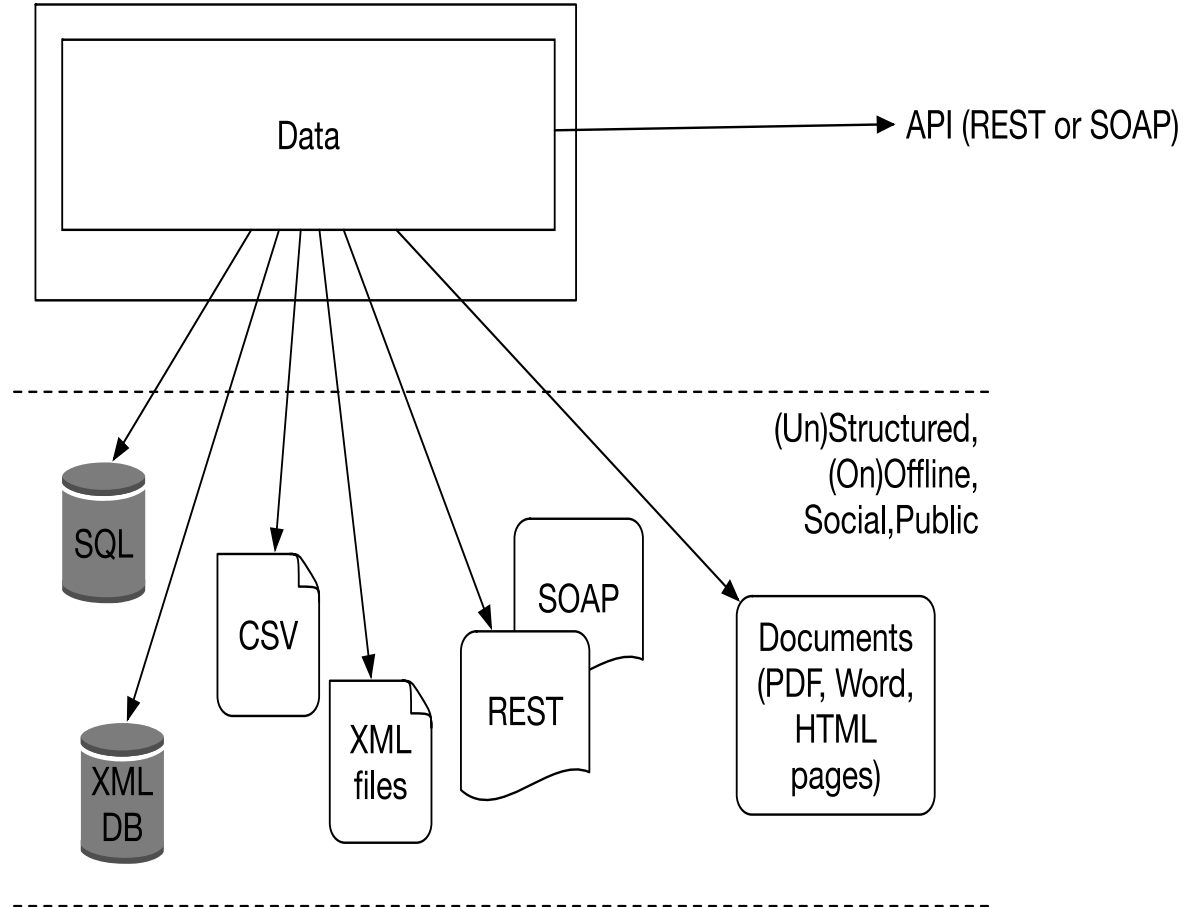 Data
API (REST or SOAP)
(Un)Structured,
(On)Offline,
Social,Public
SQL
XML
DB
CSV
XML
files
SOAP
REST
Documents
(PDF, Word,
HTML
pages)